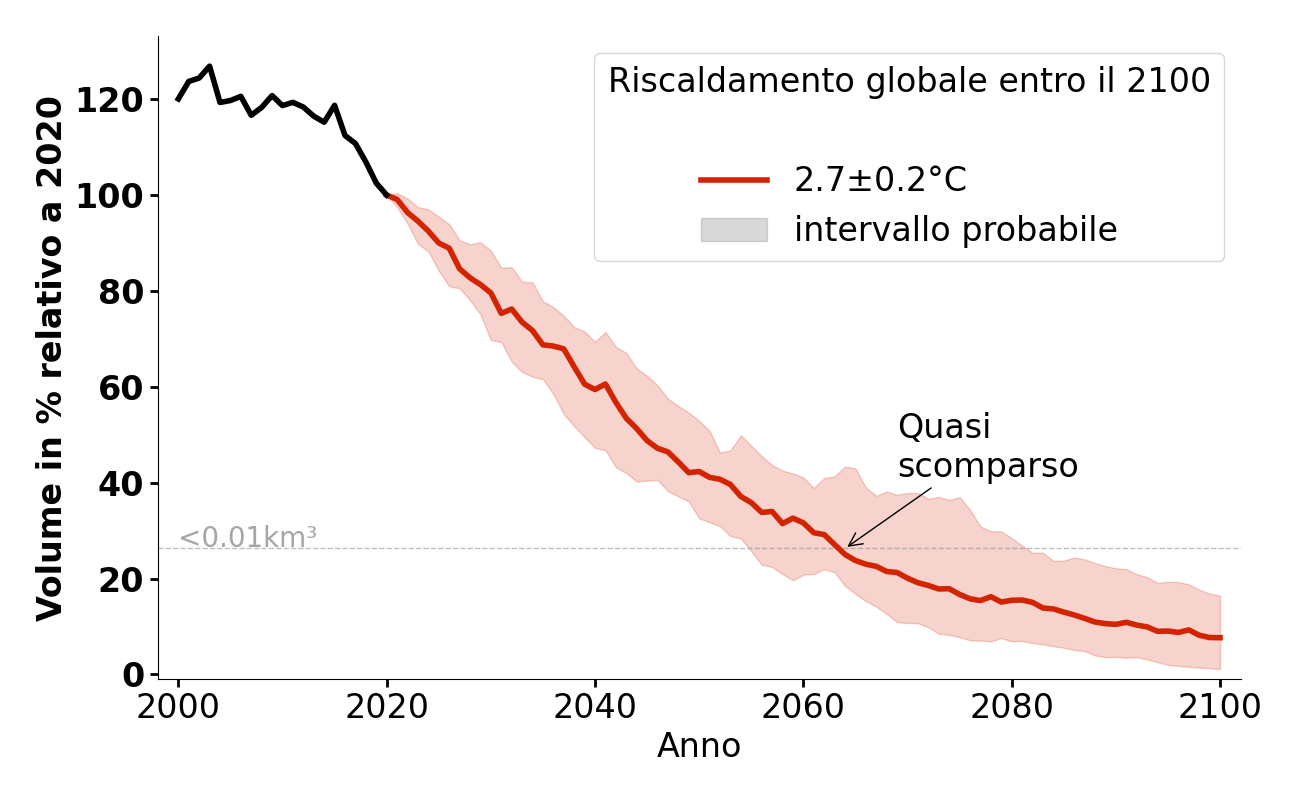 Volume in % relativo a 2020
120
100
80
60
40
20
0
Riscaldamento globale entro il 2100
2.7±0.2°C
intervallo probabile
Quasi
scomparso
<0.01km³
2000 2020 2040 2060 2080 2100
Anno